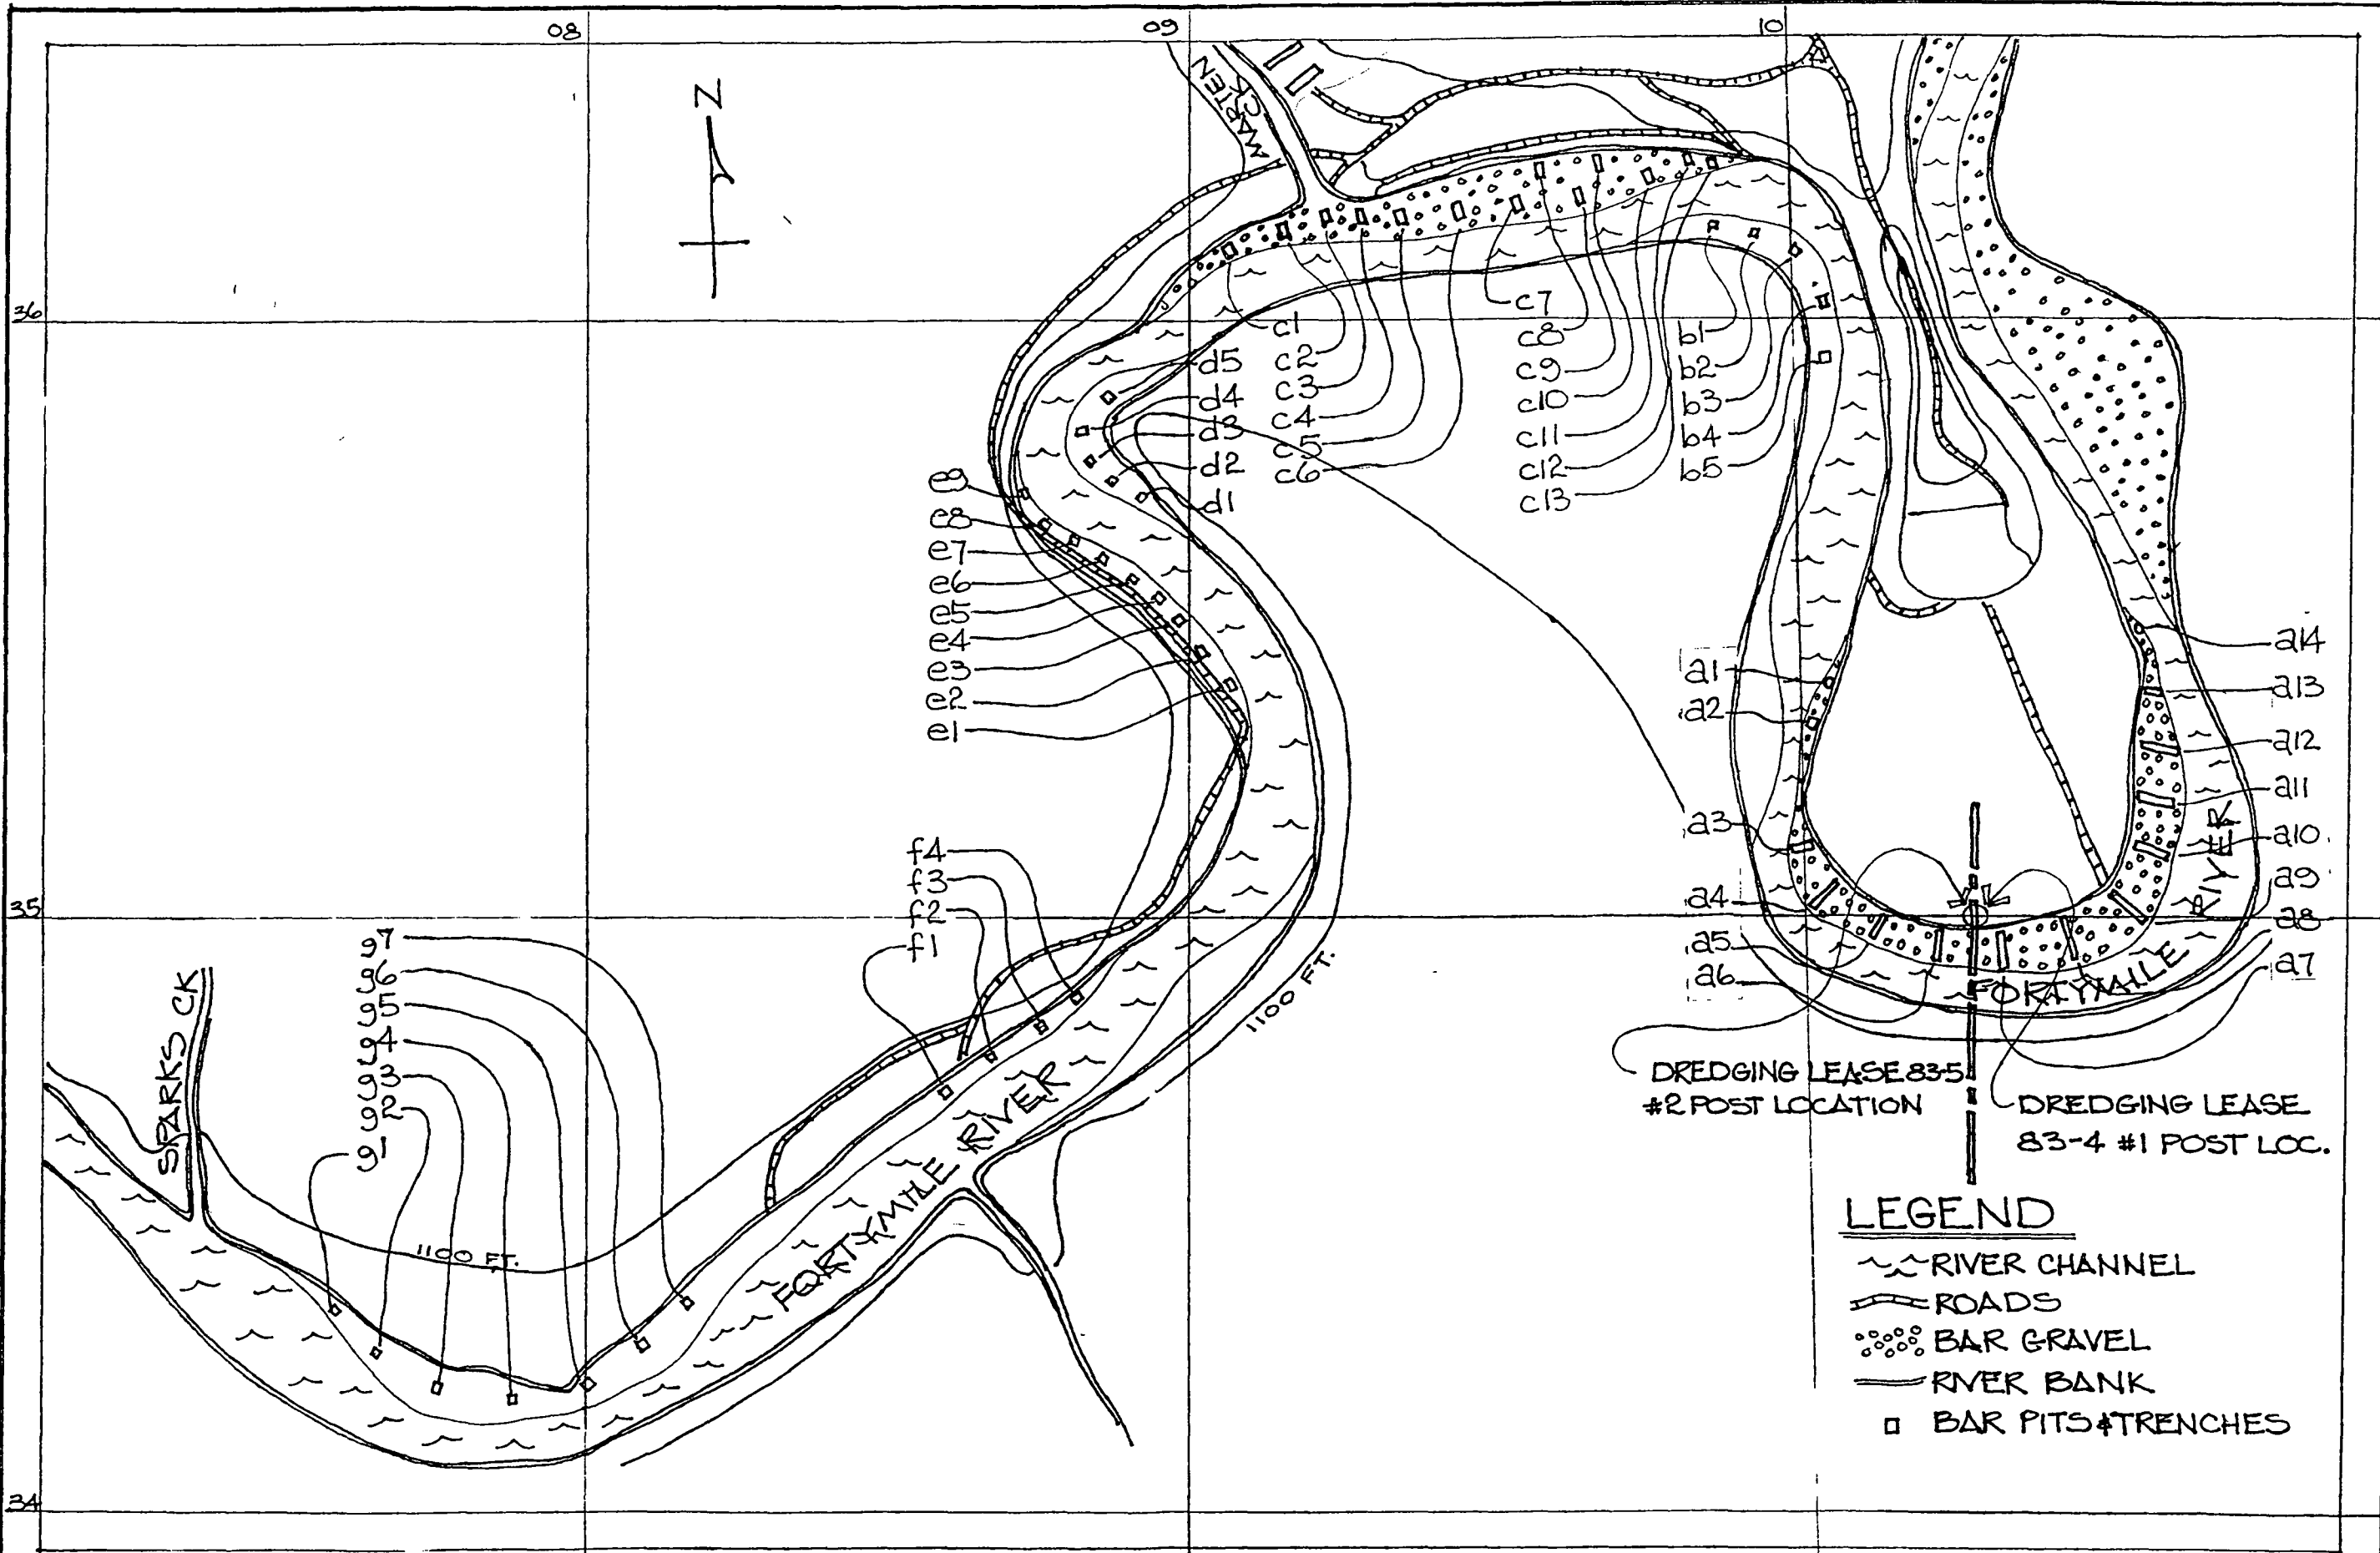 08
09
10
N
MARTEN
CK
36
c1
c2
c3
c4
c5
c6
c7
c8
c9
c10
c11
c12
c13
b1
b2
b3
b4
b5
d5
d4
d3
d2
d1
e9
e8
e7
e6
e5
e4
e3
e2
e1
a1
a2
a3
a4
a5
a6
a14
a13
a12
a11
a10
a9
a8
a7
f4
f3
f2
f1
35
g7
g6
g5
g4
g3
g2
g1
SPARKS CK
1100 FT.
1100 FT.
FORTYMILE RIVER
FORTYMILE RIVER
DREDGING LEASE 83-5
#2 POST LOCATION
DREDGING LEASE
83-4 #1 POST LOC.
34
LEGEND
RIVER CHANNEL
ROADS
BAR GRAVEL
RIVER BANK
BAR PITS & TRENCHES